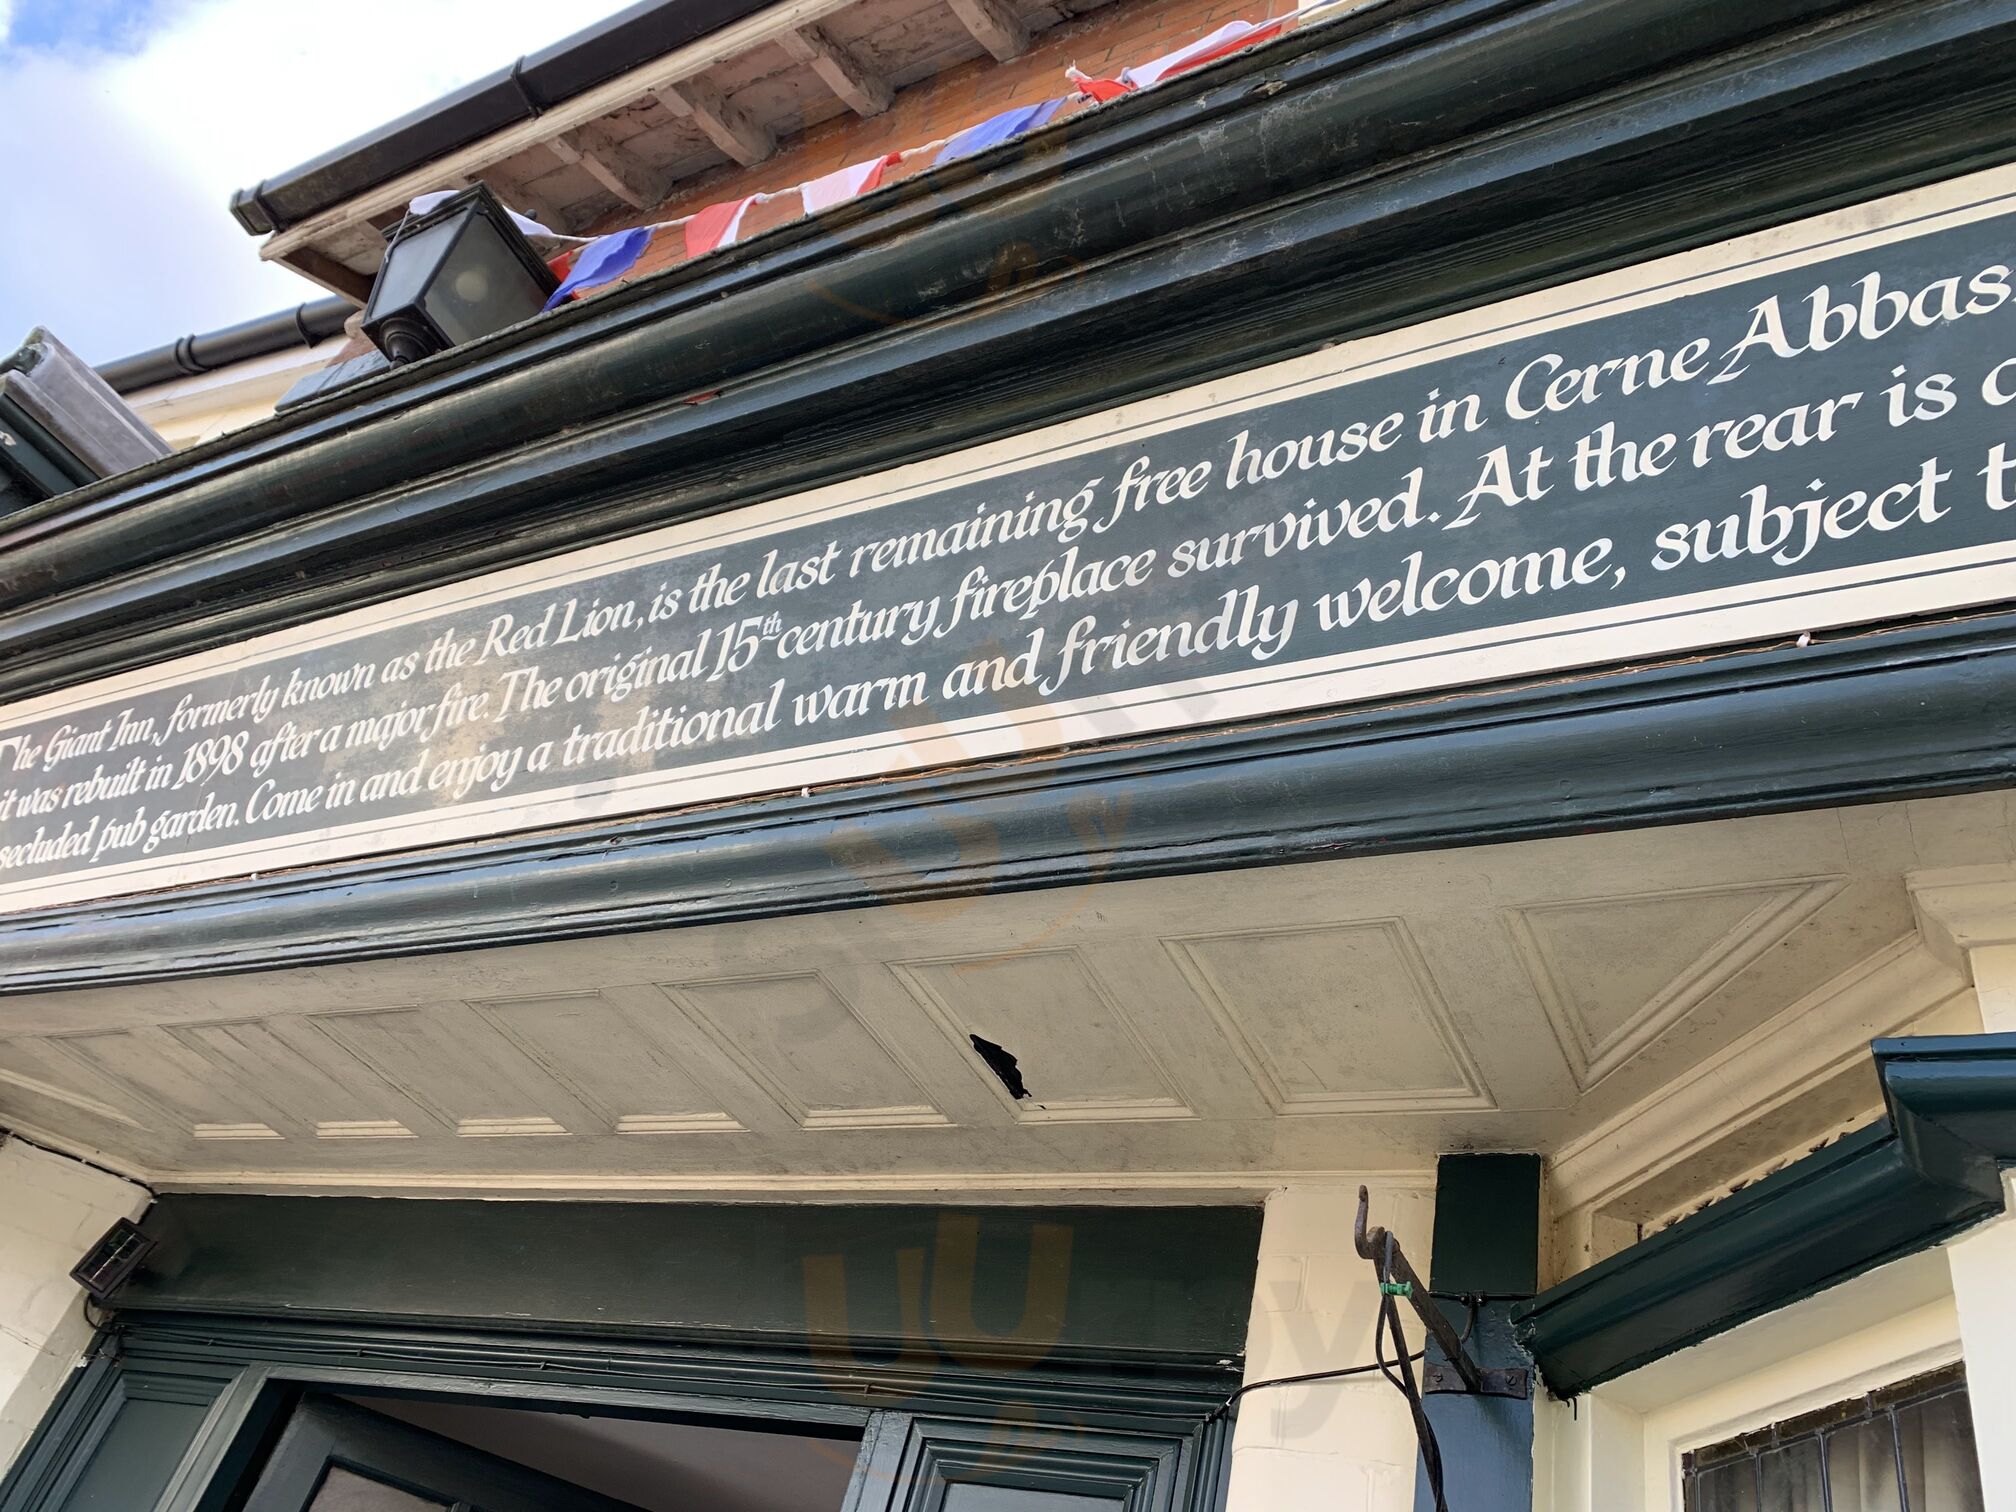 The Giant Inn, formerly known as the Red Lion, is the last remaining free house in Cerne Abbas,
it was rebuilt in 1898 after a major fire. The original 15th century fireplace survived. At the rear is
secluded pub garden. Come in and enjoy a traditional warm and friendly welcome, subject